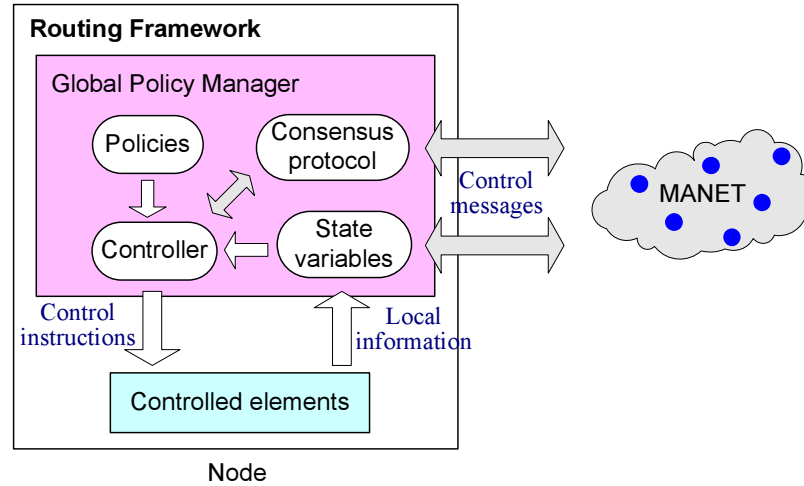 Routing Framework
Global Policy Manager
Policies
Consensus
protocol
Control
messages
MANET
Controller
State
variables
Control
instructions
Local
information
Controlled elements
Node